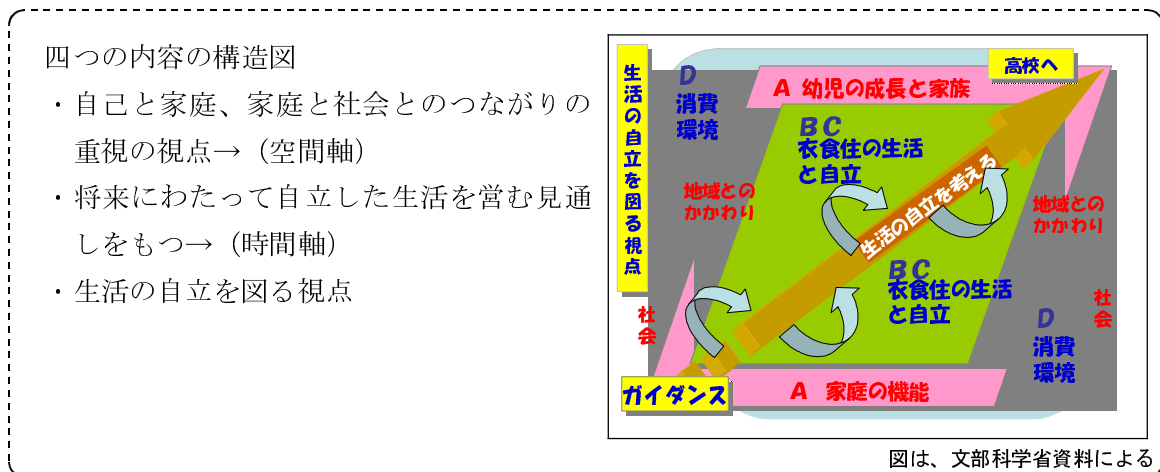 四つの内容の構造図
・自己と家庭、家庭と社会とのつながりの
重視の視点→（空間軸）
・将来にわたって自立した生活を営む見通
しをもつ→（時間軸）
・生活の自立を図る視点
生活の自立を図る視点
高校へ
D
消費
環境
A 幼児の成長と家族
BC
衣食住の生活
と自立
地域との
かかわり
地域との
かかわり
生活の自立を考える
BC
衣食住の生活
と自立
社会
社会
D
消費
環境
ガイダンス
A 家庭の機能
図は、文部科学省資料による